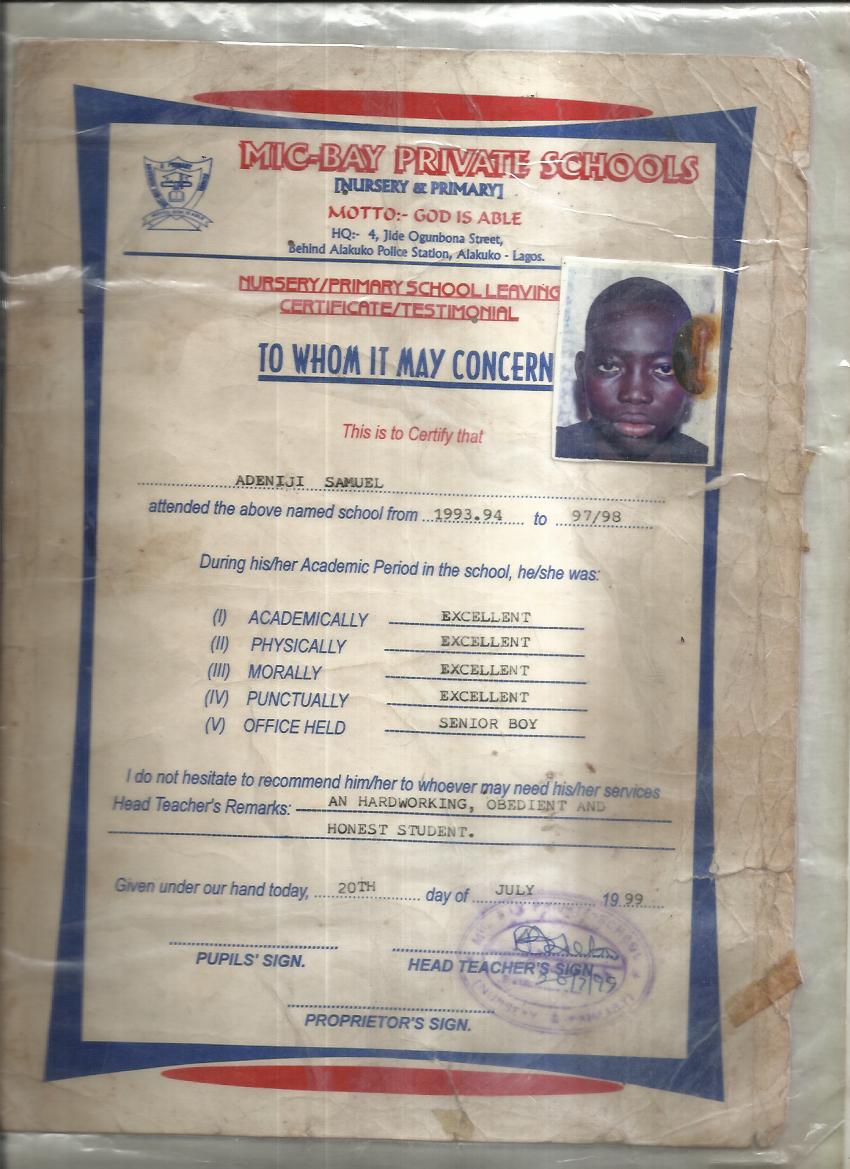 MIC-BAY PRIVATE SCHOOLS
[NURSERY & PRIMARY]
MOTTO:- GOD IS ABLE
HQ:- 4, Jide Ogunbona Street,
Behind Alakuko Police Station, Alakuko - Lagos.
NURSERY/PRIMARY SCHOOL LEAVING
CERTIFICATE/TESTIMONIAL
TO WHOM IT MAY CONCERN
This is to Certify that
ADENIJI SAMUEL
attended the above named school from 1993.94 to 97/98
During his/her Academic Period in the school, he/she was:
(I) ACADEMICALLY EXCELLENT
(II) PHYSICALLY EXCELLENT
(III) MORALLY EXCELLENT
(IV) PUNCTUALLY EXCELLENT
(V) OFFICE HELD SENIOR BOY
I do not hesitate to recommend him/her to whoever may need his/her services
Head Teacher's Remarks: AN HARDWORKING, OBEDIENT AND
HONEST STUDENT.
Given under our hand today, 20TH day of JULY 19 99
PUPILS' SIGN. HEAD TEACHER'S SIGN.
PROPRIETOR'S SIGN.